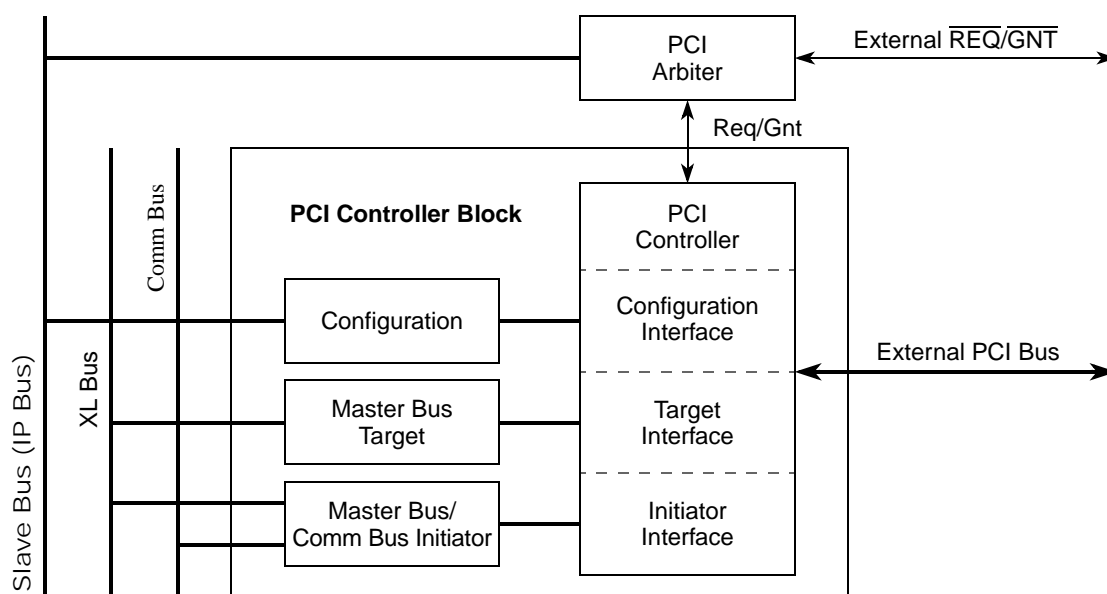 PCI
Arbiter
External REQ/GNT
Req/Gnt
PCI Controller Block
PCI
Controller
Comm Bus
Configuration
Configuration
Interface
External PCI Bus
Slave Bus (IP Bus)
XL Bus
Master Bus
Target
Target
Interface
Master Bus/
Comm Bus Initiator
Initiator
Interface